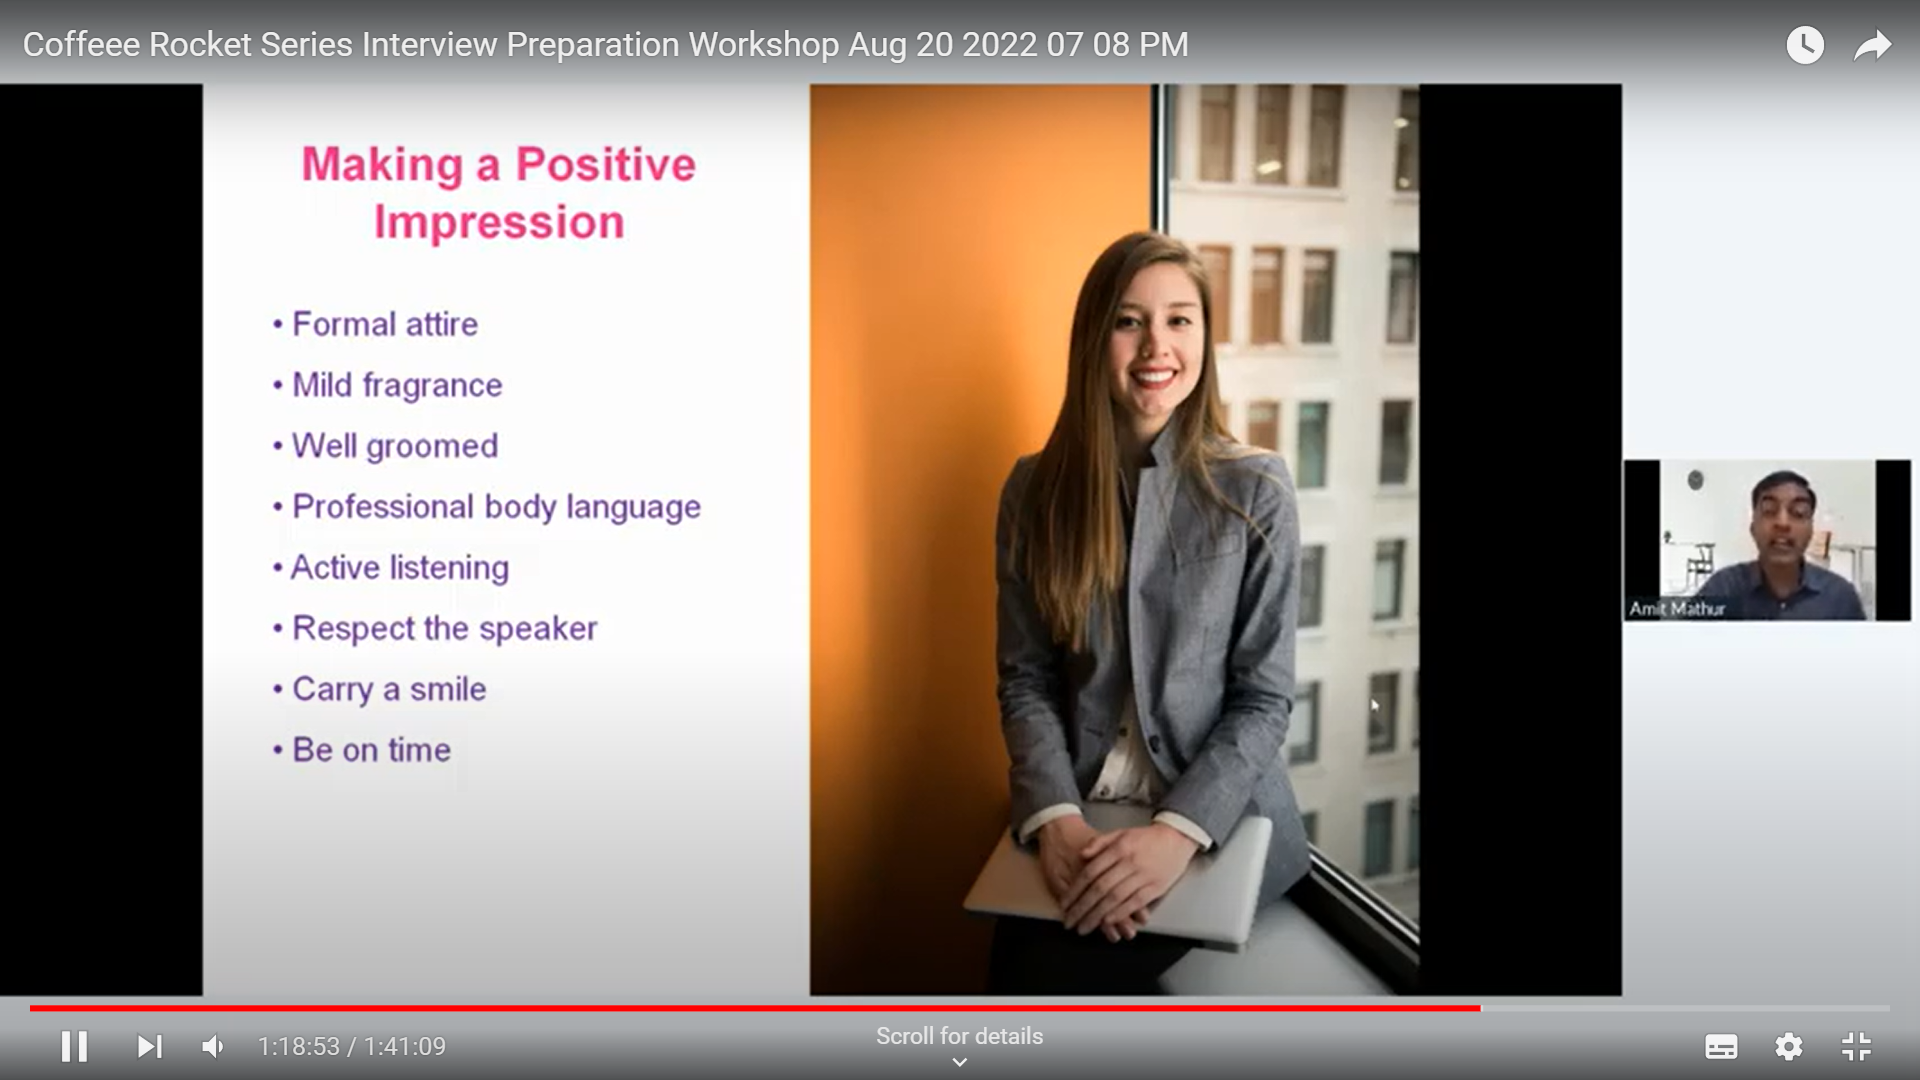 Coffeee Rocket Series Interview Preparation Workshop Aug 20 2022 07 08 PM
Making a Positive
Impression
• Formal attire
• Mild fragrance
• Well groomed
• Professional body language
• Active listening
• Respect the speaker
• Carry a smile
• Be on time
Amit Mathur
1:18:53 / 1:41:09
Scroll for details